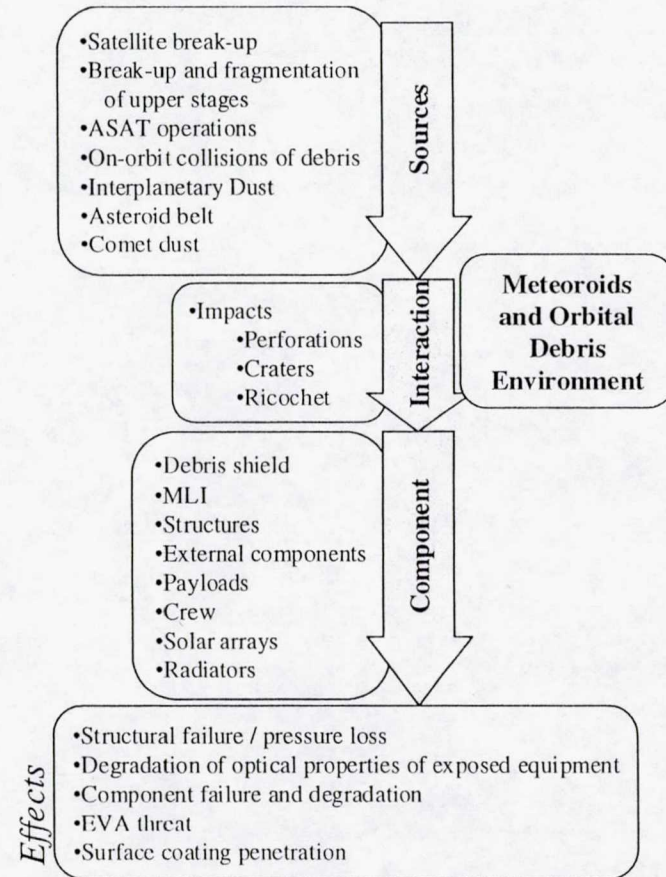 •Satellite break-up
•Break-up and fragmentation
of upper stages
•ASAT operations
•On-orbit collisions of debris
•Interplanetary Dust
•Asteroid belt
•Comet dust
Sources
•Impacts
•Perforations
•Craters
•Ricochet
Interaction
Meteoroids
and Orbital
Debris
Environment
•Debris shield
•MLI
•Structures
•External components
•Payloads
•Crew
•Solar arrays
•Radiators
Component
Effects
•Structural failure / pressure loss
•Degradation of optical properties of exposed equipment
•Component failure and degradation
•EVA threat
•Surface coating penetration